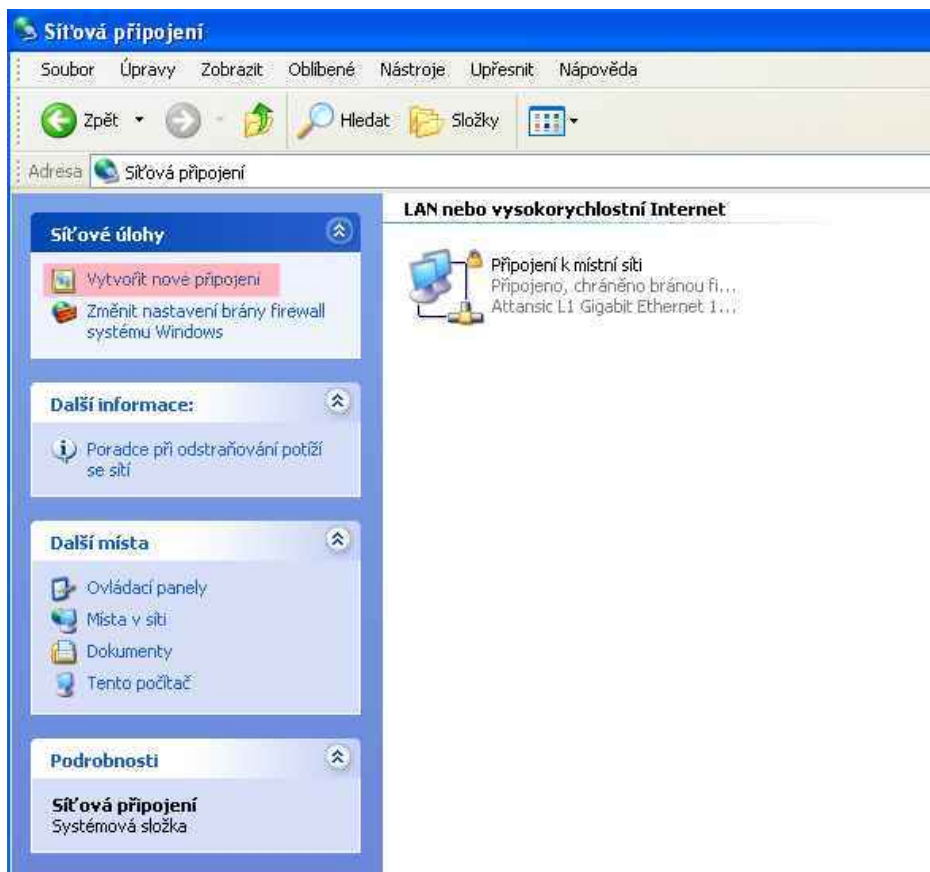 Síťová připojení
Soubor Úpravy Zobrazit Oblíbené Nástroje Upřesnit Nápověda
Zpět Hledat Složky
Adresa Síťová připojení
Síťové úlohy
Vytvořit nové připojení
Změnit nastavení brány firewall
systému Windows
Další informace:
Poradce při odstraňování potíží
se sítí
Další místa
Ovládací panely
Místa v síti
Dokumenty
Tento počítač
Podrobnosti
Síťová připojení
Systémová složka
LAN nebo vysokorychlostní Internet
Připojení k místní síti
Připojeno, chráněno bránou fi...
Attansic L1 Gigabit Ethernet 1...